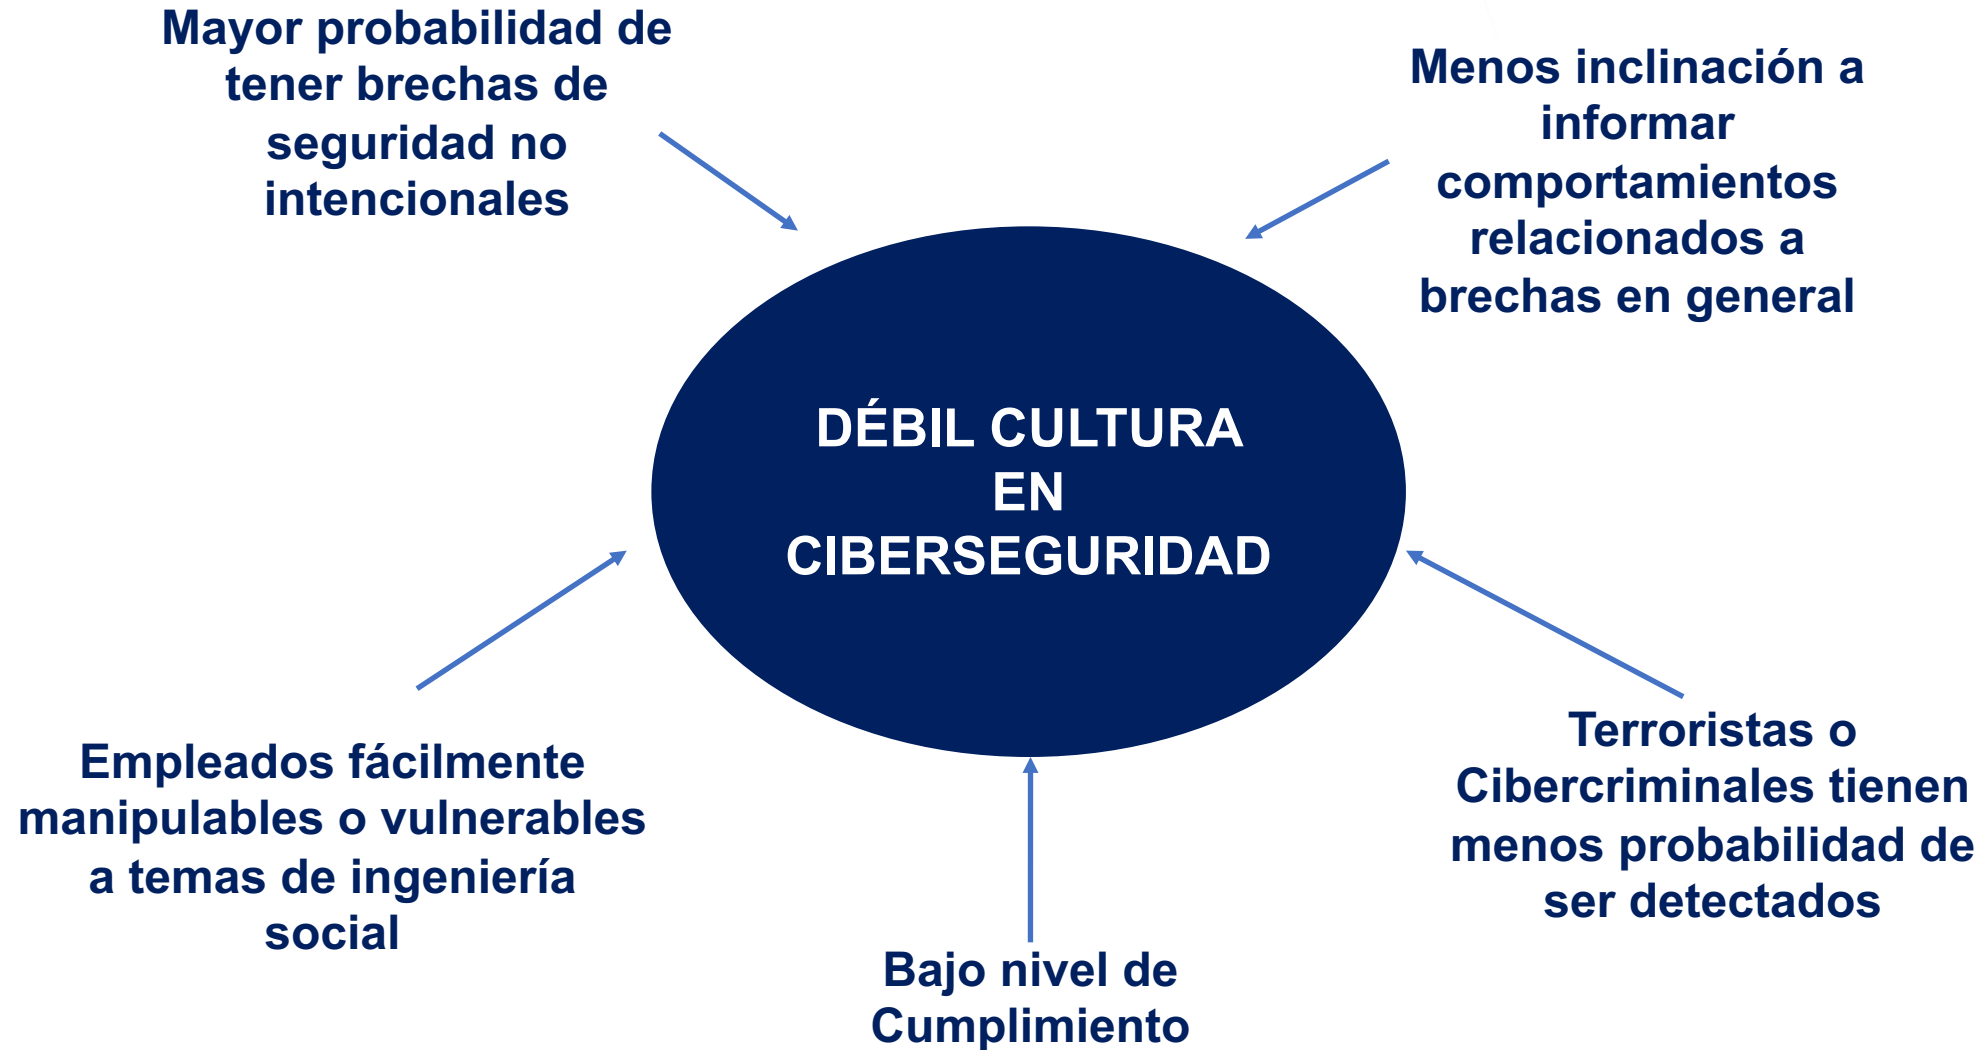 Mayor probabilidad de
tener brechas de
seguridad no
intencionales
Menos inclinación a
informar
comportamientos
relacionados a
brechas en general
DÉBIL CULTURA
EN
CIBERSEGURIDAD
Empleados fácilmente
manipulables o vulnerables
a temas de ingeniería
social
Bajo nivel de
Cumplimiento
Terroristas o
Cibercriminales tienen
menos probabilidad de
ser detectados